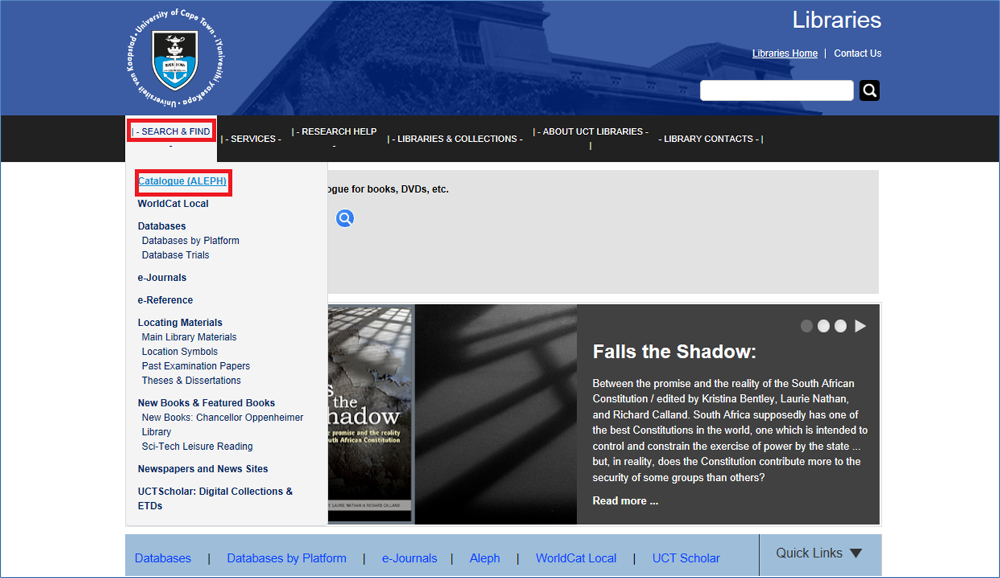 University of Cape Town · iYunivesithi yaseKapa · Universiteit van Kaapstad ·
Libraries
Libraries Home | Contact Us
| - SEARCH & FIND
-
| - SERVICES -
| - RESEARCH HELP
-
| - LIBRARIES & COLLECTIONS -
| - ABOUT UCT LIBRARIES -
|
- LIBRARY CONTACTS - |
Catalogue (ALEPH)
WorldCat Local
Databases
Databases by Platform
Database Trials
e-Journals
e-Reference
Locating Materials
Main Library Materials
Location Symbols
Past Examination Papers
Theses & Dissertations
New Books & Featured Books
New Books: Chancellor Oppenheimer
Library
Sci-Tech Leisure Reading
Newspapers and News Sites
UCTScholar: Digital Collections &
ETDs
ogue for books, DVDs, etc.
s
the
hadow
promise and the reality
uth African Constitution
LAURIE NATHAN RICHARD CALLAND
Falls the Shadow:
Between the promise and the reality of the South African
Constitution / edited by Kristina Bentley, Laurie Nathan,
and Richard Calland. South Africa supposedly has one of
the best Constitutions in the world, one which is intended to
control and constrain the exercise of power by the state ...
but, in reality, does the Constitution contribute more to the
security of some groups than others?
Read more ...
Databases | Databases by Platform | e-Journals | Aleph | WorldCat Local | UCT Scholar
Quick Links